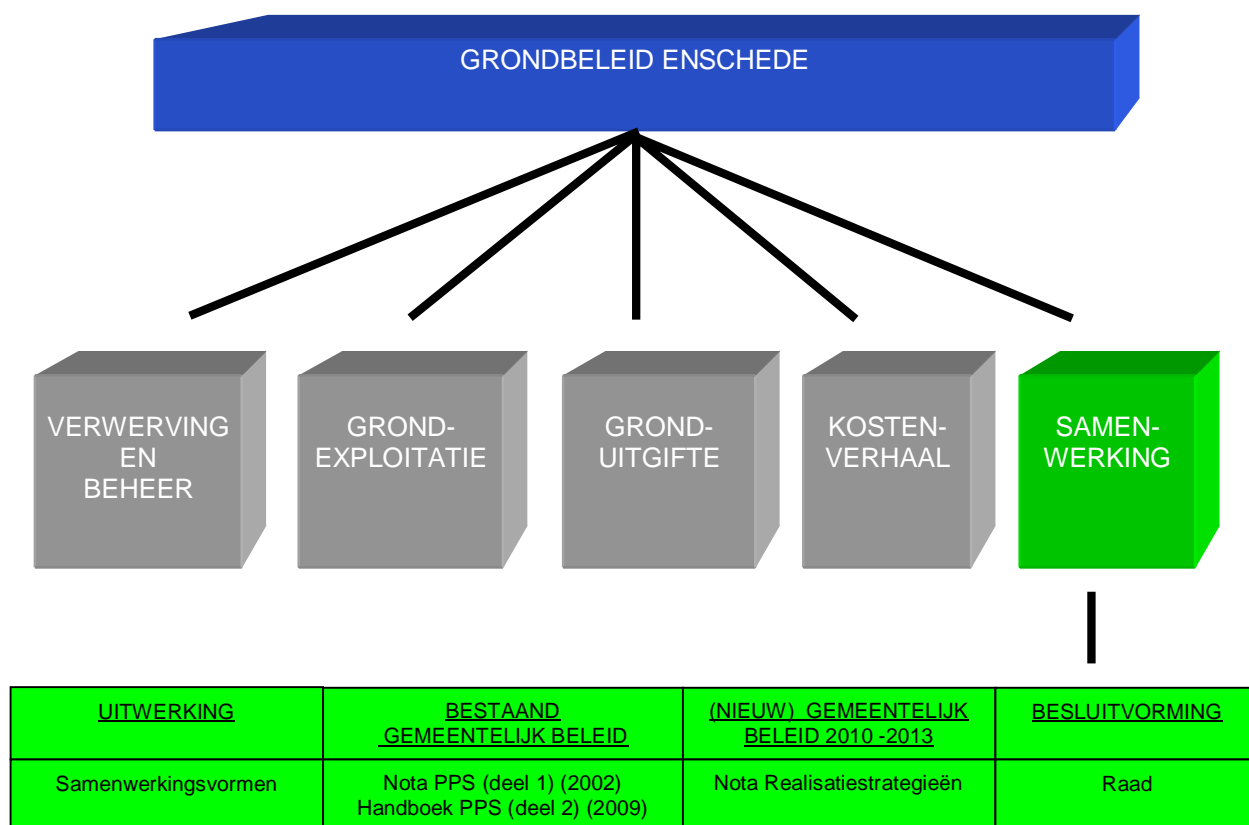 GRONDBELEID ENSCHEDE
VERWERVING
EN
BEHEER
GROND-
EXPLOITATIE
GROND-
UITGIFTE
KOSTEN-
VERHAAL
SAMEN-
WERKING
UITWERKING
BESTAAND
GEMEENTELIJK BELEID
(NIEUW) GEMEENTELIJK
BELEID 2010 -2013
BESLUITVORMING
Samenwerkingsvormen
Nota PPS (deel 1) (2002)
Handboek PPS (deel 2) (2009)
Nota Realisatiestrategieën
Raad